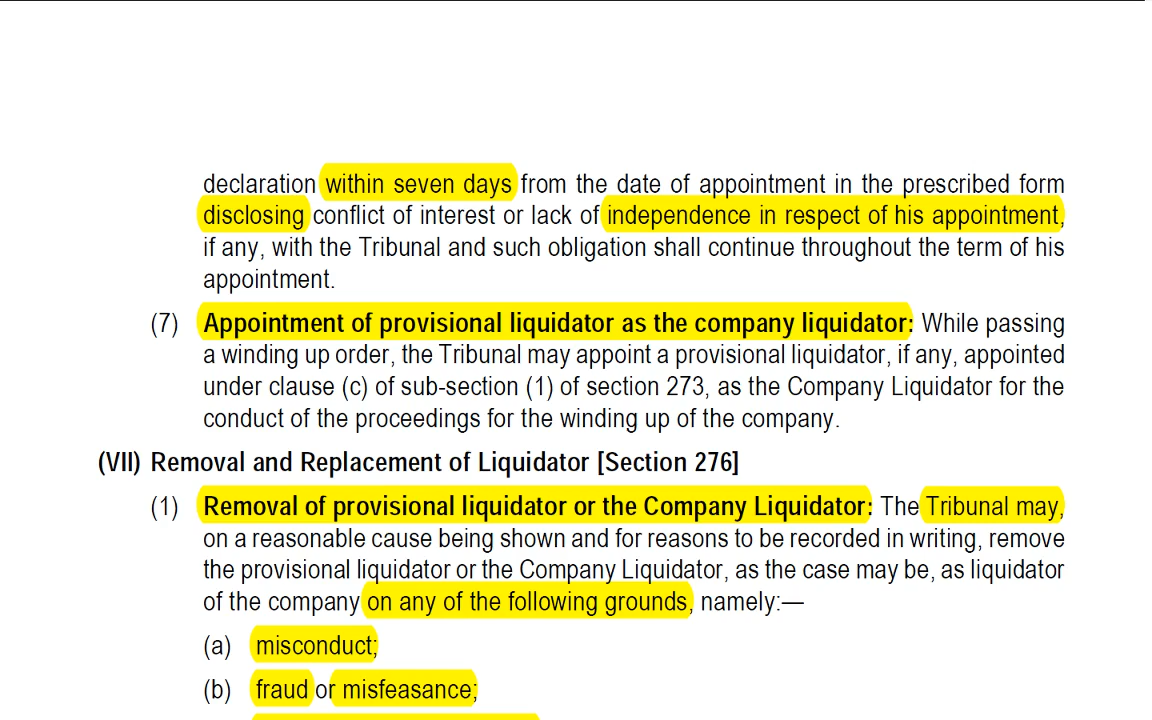 declaration within seven days from the date of appointment in the prescribed form
disclosing conflict of interest or lack of independence in respect of his appointment,
if any, with the Tribunal and such obligation shall continue throughout the term of his
appointment.
(7) Appointment of provisional liquidator as the company liquidator: While passing
a winding up order, the Tribunal may appoint a provisional liquidator, if any, appointed
under clause (c) of sub-section (1) of section 273, as the Company Liquidator for the
conduct of the proceedings for the winding up of the company.
(VII) Removal and Replacement of Liquidator [Section 276]
(1) Removal of provisional liquidator or the Company Liquidator: The Tribunal may,
on a reasonable cause being shown and for reasons to be recorded in writing, remove
the provisional liquidator or the Company Liquidator, as the case may be, as liquidator
of the company on any of the following grounds, namely:—
(a) misconduct;
(b) fraud or misfeasance;